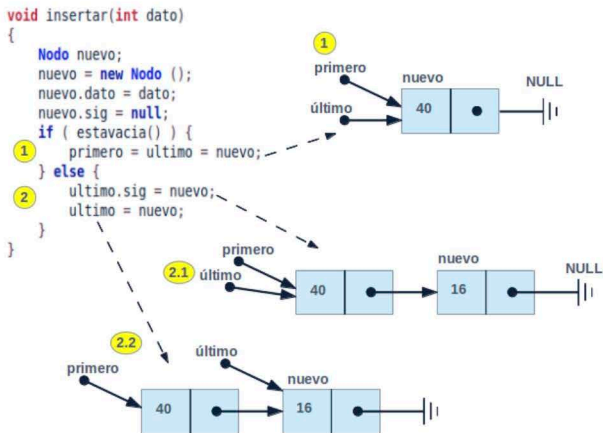 void insertar(int dato)
{
Nodo nuevo;
nuevo = new Nodo ();
nuevo.dato = dato;
nuevo.sig = null;
if ( estavacia() ) {
1
primero = ultimo = nuevo;
} else {
2
ultimo.sig = nuevo;
ultimo = nuevo;
}
}
1
primero
nuevo
NULL
último
40
2.1
primero
último
nuevo
NULL
40
16
2.2
último
primero
nuevo
40
16